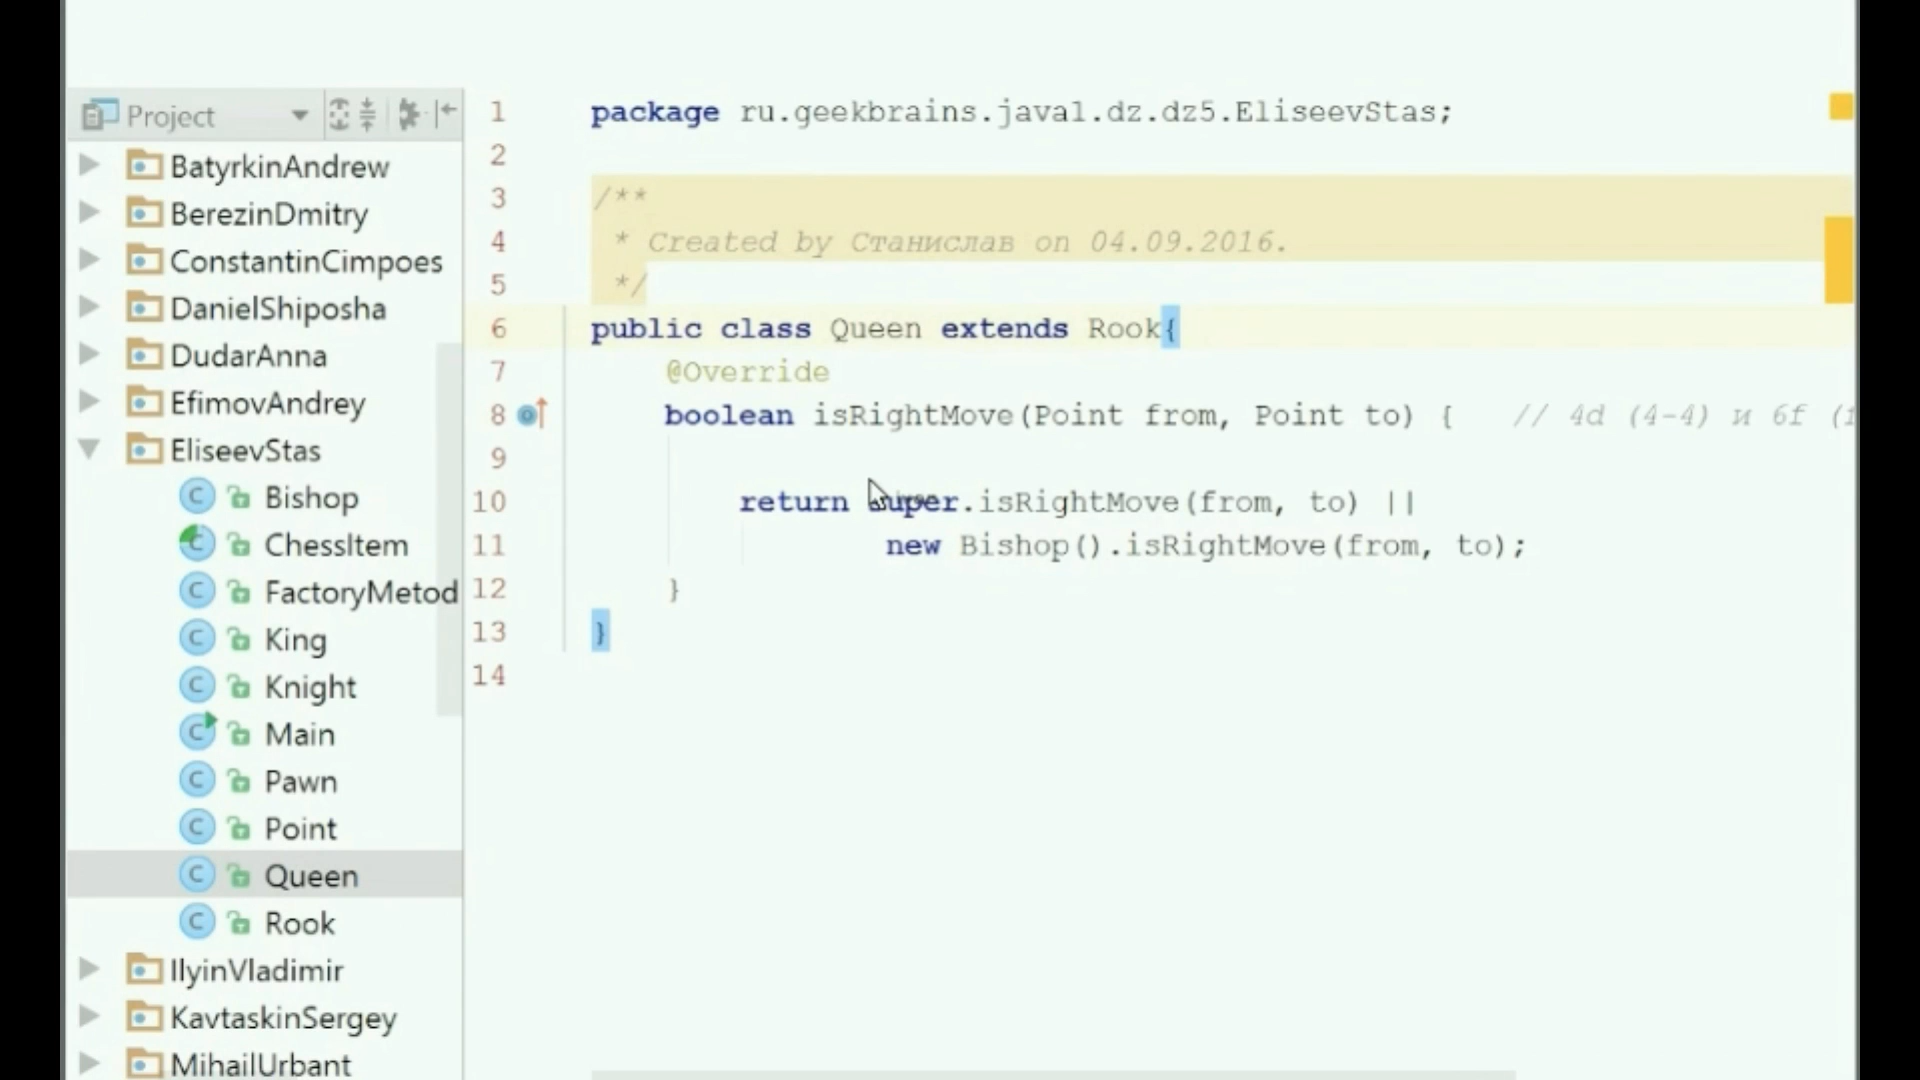 Project
BatyrkinAndrew
BerezinDmitry
ConstantinCimpoes
DanielShiposha
DudarAnna
EfimovAndrey
EliseevStas
Bishop
ChessItem
FactoryMetod
King
Knight
Main
Pawn
Point
Queen
Rook
IlyinVladimir
KavtaskinSergey
MihailUrbant
1 package ru.geekbrains.java1.dz.dz5.EliseevStas;
2
3 /**
4 * Created by Станислав on 04.09.2016.
5 */
6 public class Queen extends Rook{
7 @Override
8 boolean isRightMove(Point from, Point to) { // 4d (4-4) и 6f (
9
10 return super.isRightMove(from, to) ||
11 new Bishop().isRightMove(from, to);
12 }
13 }
14